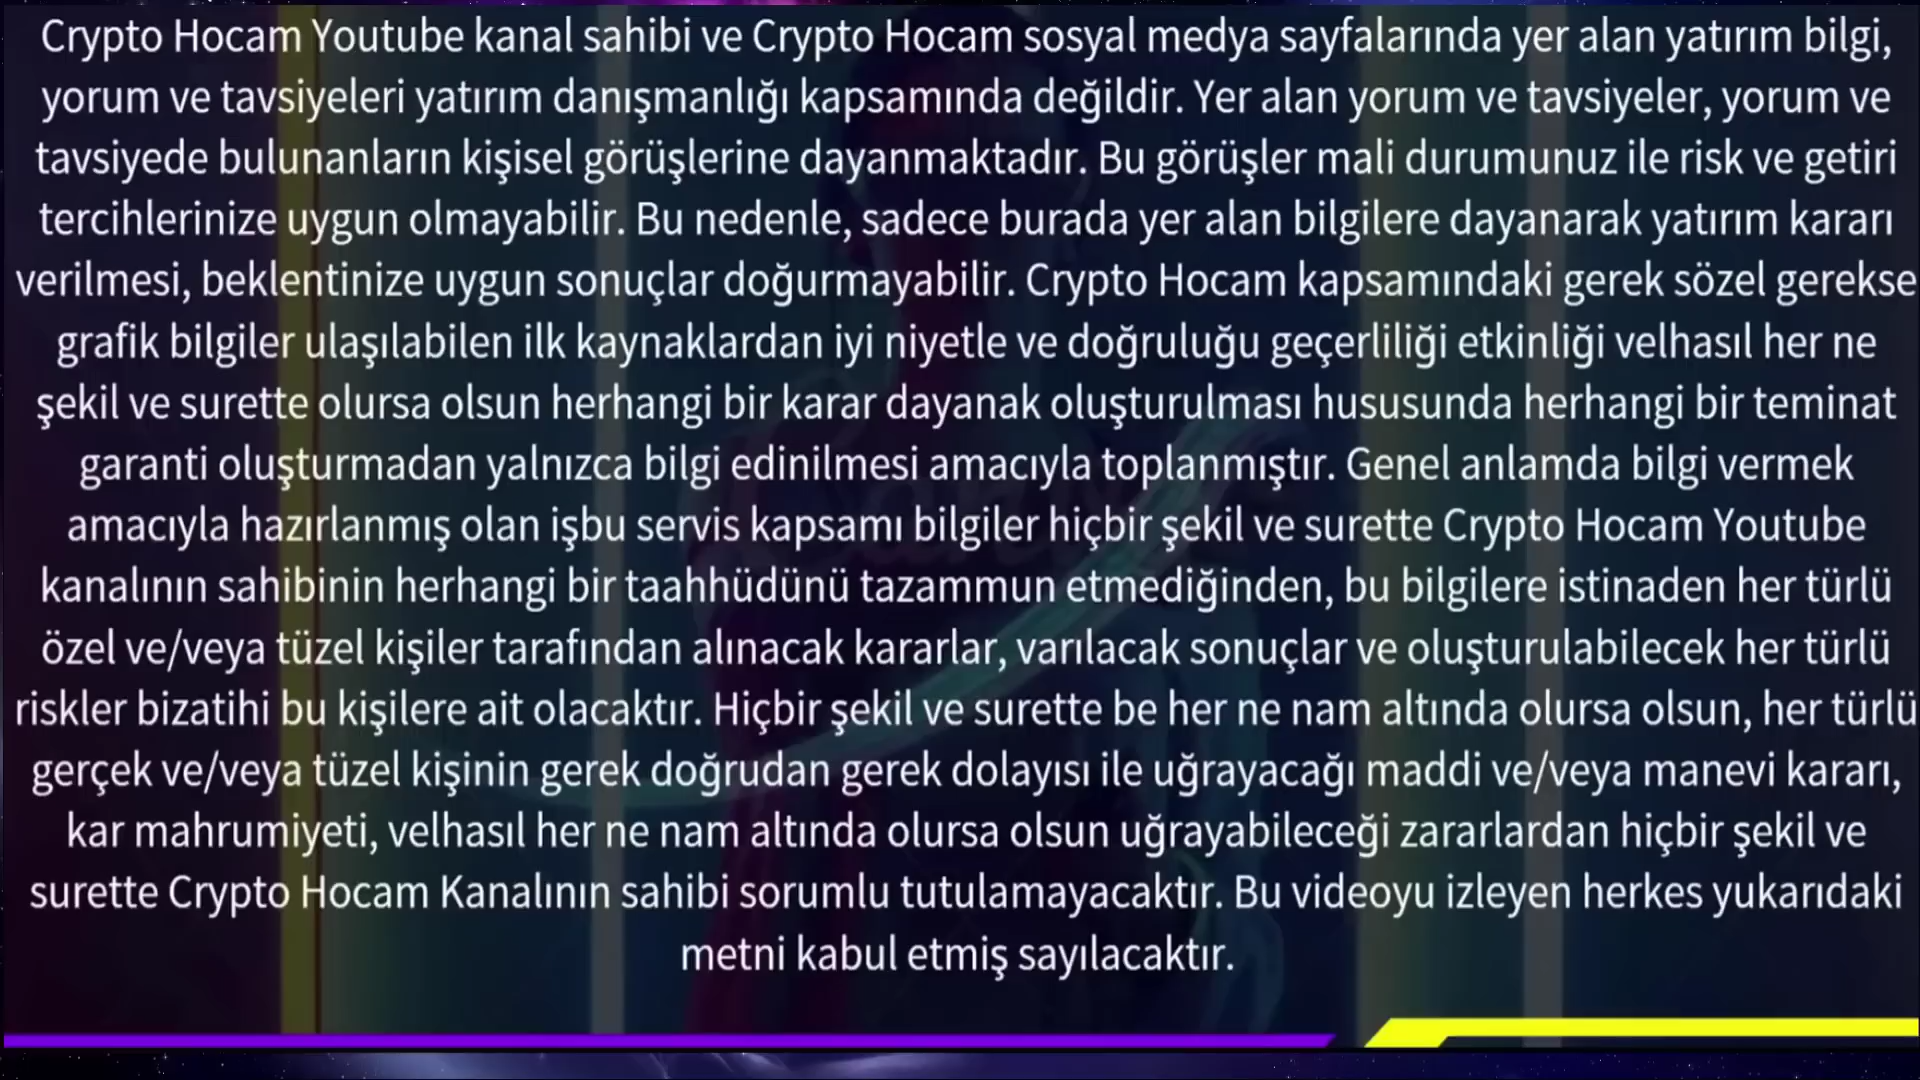 Crypto Hocam Youtube kanal sahibi ve Crypto Hocam sosyal medya sayfalarında yer alan yatırım bilgi,
yorum ve tavsiyeleri yatırım danışmanlığı kapsamında değildir. Yer alan yorum ve tavsiyeler, yorum ve
tavsiyede bulunanların kişisel görüşlerine dayanmaktadır. Bu görüşler mali durumunuz ile risk ve getiri
tercihlerinize uygun olmayabilir. Bu nedenle, sadece burada yer alan bilgilere dayanarak yatırım kararı
verilmesi, beklentinize uygun sonuçlar doğurmayabilir. Crypto Hocam kapsamındaki gerek sözel gerekse
grafik bilgiler ulaşılabilen ilk kaynaklardan iyi niyetle ve doğruluğu geçerliliği etkinliği velhasıl her ne
şekil ve surette olursa olsun herhangi bir karar dayanak oluşturulması hususunda herhangi bir teminat
garanti oluşturmadan yalnızca bilgi edinilmesi amacıyla toplanmıştır. Genel anlamda bilgi vermek
amacıyla hazırlanmış olan işbu servis kapsamı bilgiler hiçbir şekil ve surette Crypto Hocam Youtube
kanalının sahibinin herhangi bir taahhüdünü tazammun etmediğinden, bu bilgilere istinaden her türlü
özel ve/veya tüzel kişiler tarafından alınacak kararlar, varılacak sonuçlar ve oluşturulabilecek her türlü
riskler bizatihi bu kişilere ait olacaktır. Hiçbir şekil ve surette be her ne nam altında olursa olsun, her türlü
gerçek ve/veya tüzel kişinin gerek doğrudan gerek dolayısı ile uğrayacağı maddi ve/veya manevi kararı,
kar mahrumiyeti, velhasıl her ne nam altında olursa olsun uğrayabileceği zararlardan hiçbir şekil ve
surette Crypto Hocam Kanalının sahibi sorumlu tutulamayacaktır. Bu videoyu izleyen herkes yukarıdaki
metni kabul etmiş sayılacaktır.